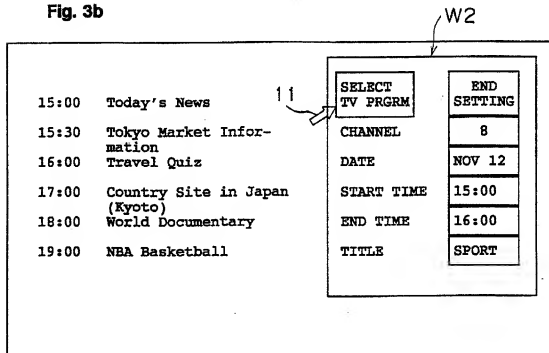 Fig. 3b
W2
11
15:00 Today's News
15:30 Tokyo Market Infor-
mation
16:00 Travel Quiz
17:00 Country Site in Japan
(Kyoto)
18:00 World Documentary
19:00 NBA Basketball
SELECT
TV PRGRM
END
SETTING
CHANNEL 8
DATE NOV 12
START TIME 15:00
END TIME 16:00
TITLE SPORT